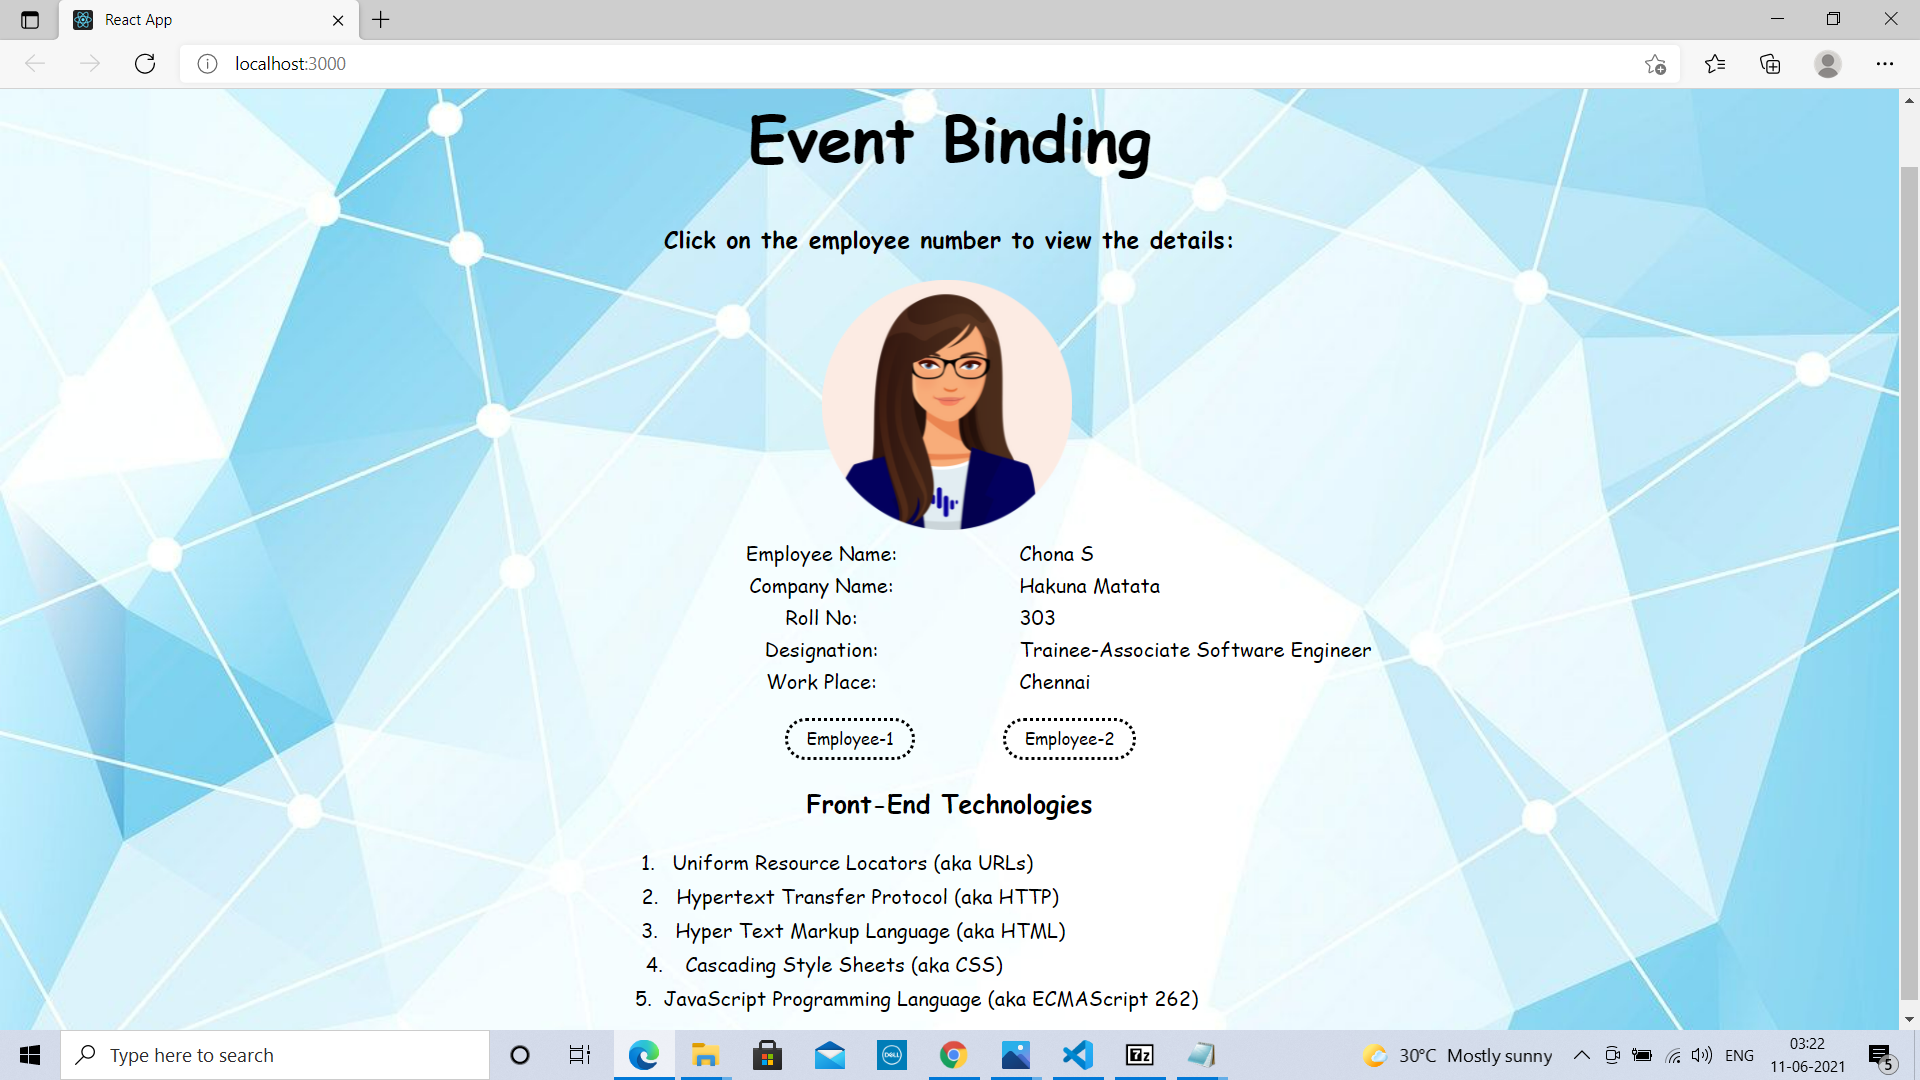 React App
localhost:3000
Event Binding
Click on the employee number to view the details:
Employee Name: Chona S
Company Name: Hakuna Matata
Roll No: 303
Designation: Trainee-Associate Software Engineer
Work Place: Chennai
Employee-1 Employee-2
Front-End Technologies
1. Uniform Resource Locators (aka URLs)
2. Hypertext Transfer Protocol (aka HTTP)
3. Hyper Text Markup Language (aka HTML)
4. Cascading Style Sheets (aka CSS)
5. JavaScript Programming Language (aka ECMAScript 262)
Type here to search
DELL
7z
30°C Mostly sunny
ENG
03:22
11-06-2021
5